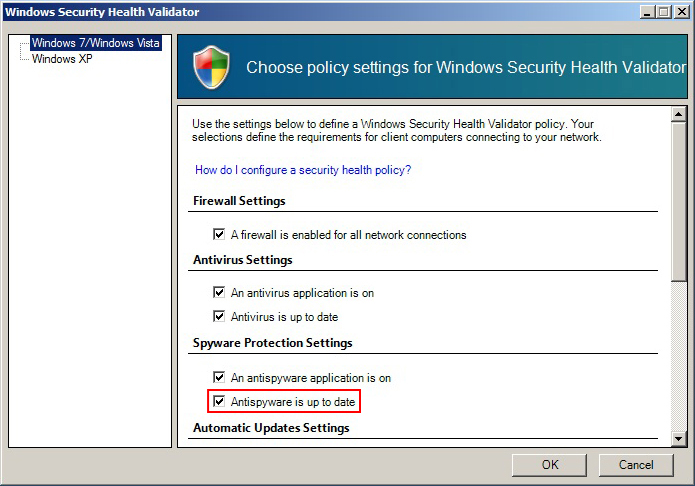 Windows Security Health Validator
Windows 7/Windows Vista
Windows XP
Choose policy settings for Windows Security Health Validator
Use the settings below to define a Windows Security Health Validator policy. Your
selections define the requirements for client computers connecting to your network.
How do I configure a security health policy?
Firewall Settings
A firewall is enabled for all network connections
Antivirus Settings
An antivirus application is on
Antivirus is up to date
Spyware Protection Settings
An antispyware application is on
Antispyware is up to date
Automatic Updates Settings
OK
Cancel